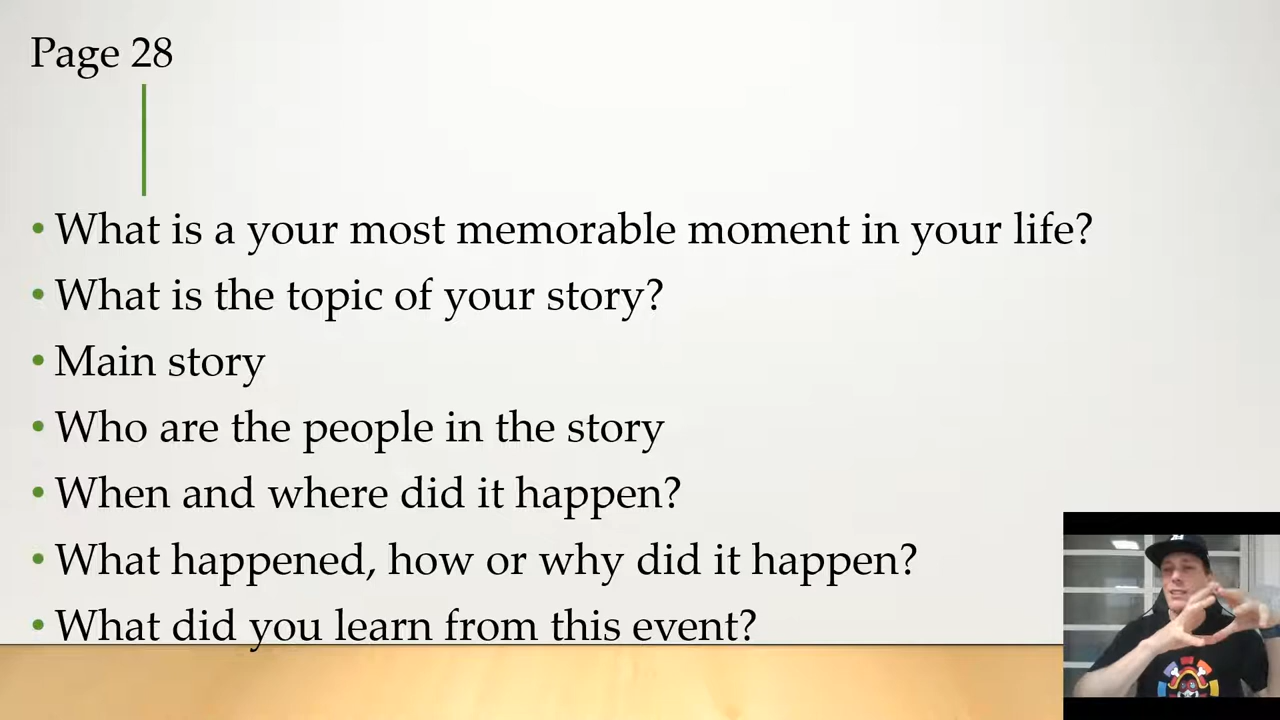 Page 28
• What is a your most memorable moment in your life?
• What is the topic of your story?
• Main story
• Who are the people in the story
• When and where did it happen?
• What happened, how or why did it happen?
• What did you learn from this event?